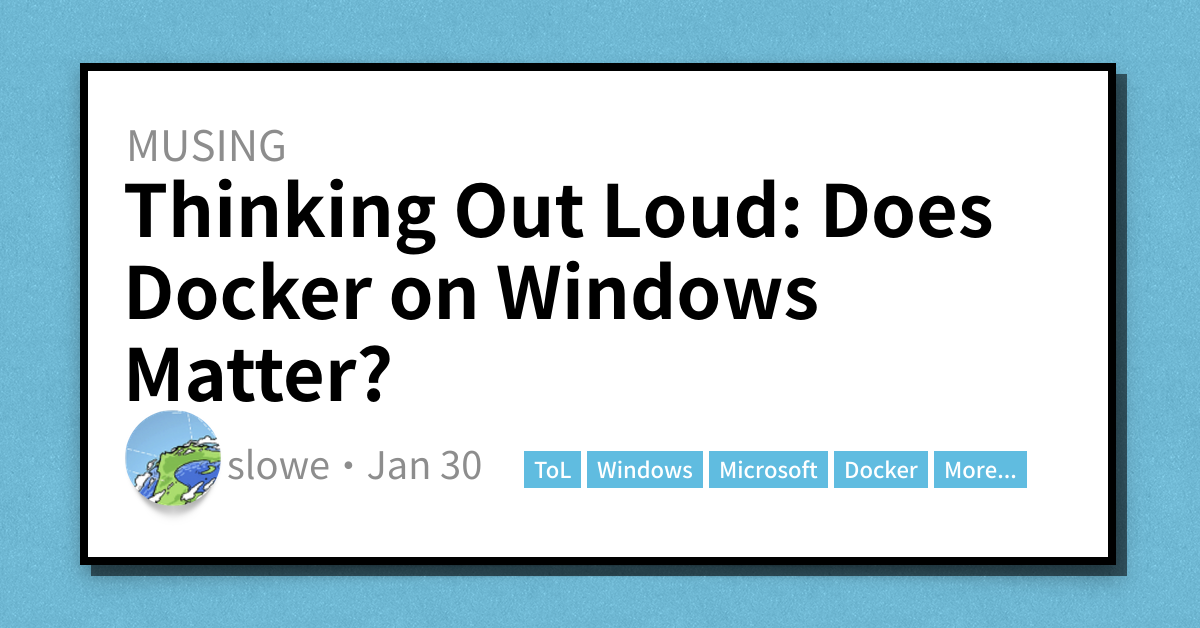 MUSING
Thinking Out Loud: Does
Docker on Windows
Matter?
slowe • Jan 30
ToL Windows Microsoft Docker More...